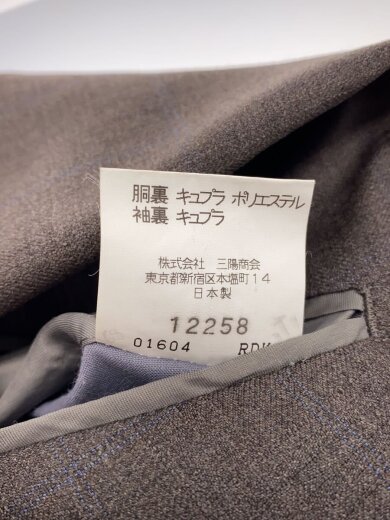 胴裏 キュプラ ポリエステル
袖裏 キュプラ
株式会社 三陽商会
東京都新宿区本塩町14
日本製
12258
01604